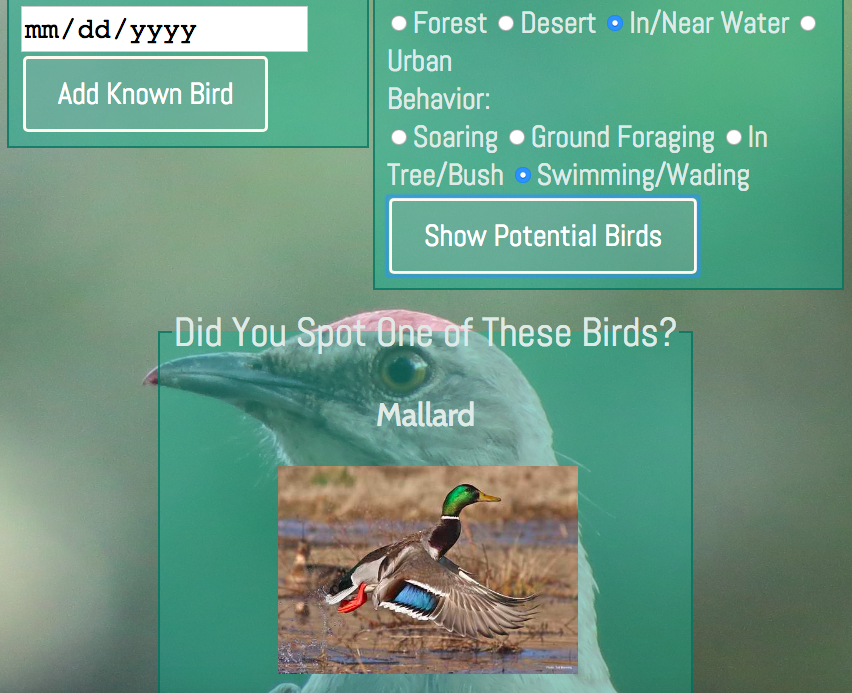 mm/dd/yyyy
Add Known Bird
Forest Desert In/Near Water
Urban
Behavior:
Soaring Ground Foraging In
Tree/Bush Swimming/Wading
Show Potential Birds
Did You Spot One of These Birds?
Mallard